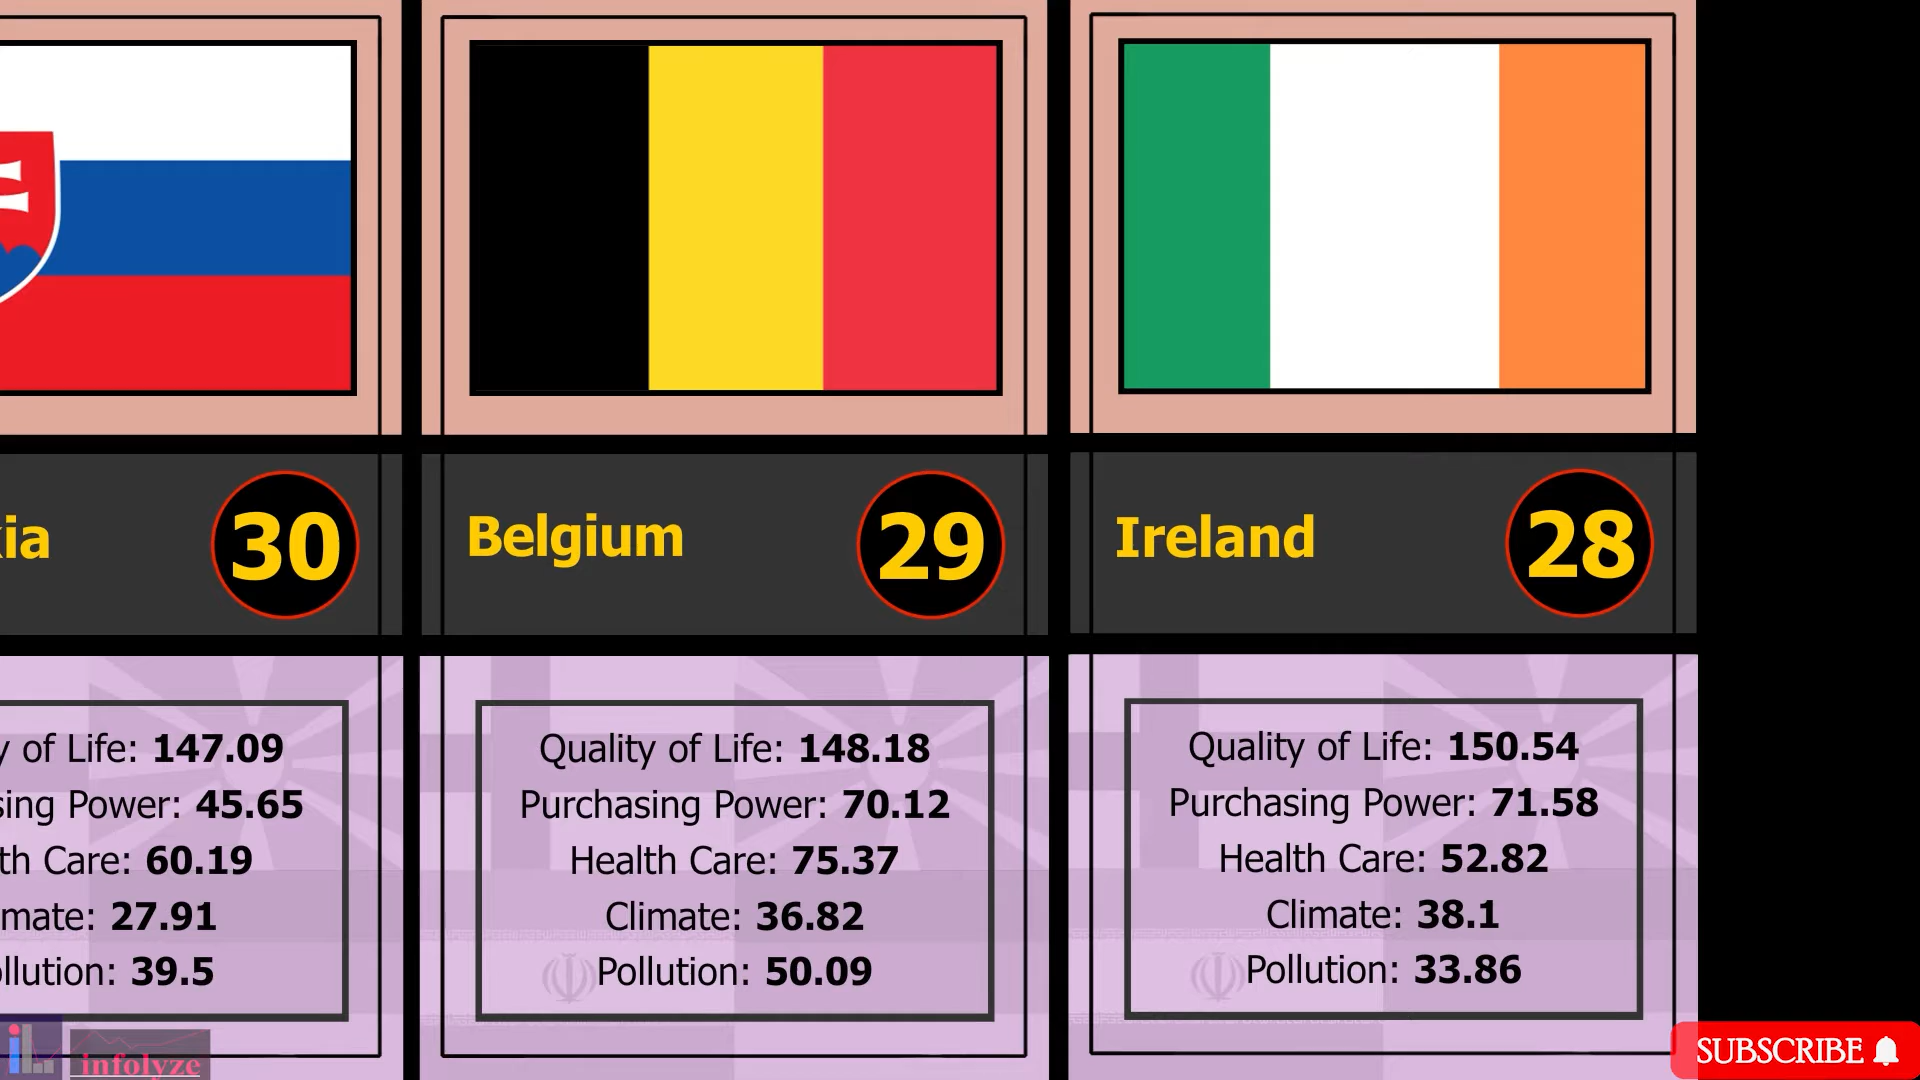 kia
30
y of Life: 147.09
sing Power: 45.65
th Care: 60.19
mate: 27.91
llution: 39.5
infolyze
Belgium
29
Quality of Life: 148.18
Purchasing Power: 70.12
Health Care: 75.37
Climate: 36.82
Pollution: 50.09
Ireland
28
Quality of Life: 150.54
Purchasing Power: 71.58
Health Care: 52.82
Climate: 38.1
Pollution: 33.86
SUBSCRIBE